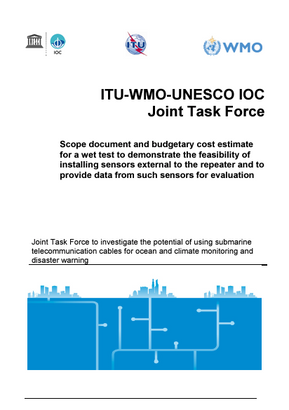 IOC
ITU
WMO
ITU-WMO-UNESCO IOC
Joint Task Force
Scope document and budgetary cost estimate
for a wet test to demonstrate the feasibility of
installing sensors external to the repeater and to
provide data from such sensors for evaluation
Joint Task Force to investigate the potential of using submarine
telecommunication cables for ocean and climate monitoring and
disaster warning